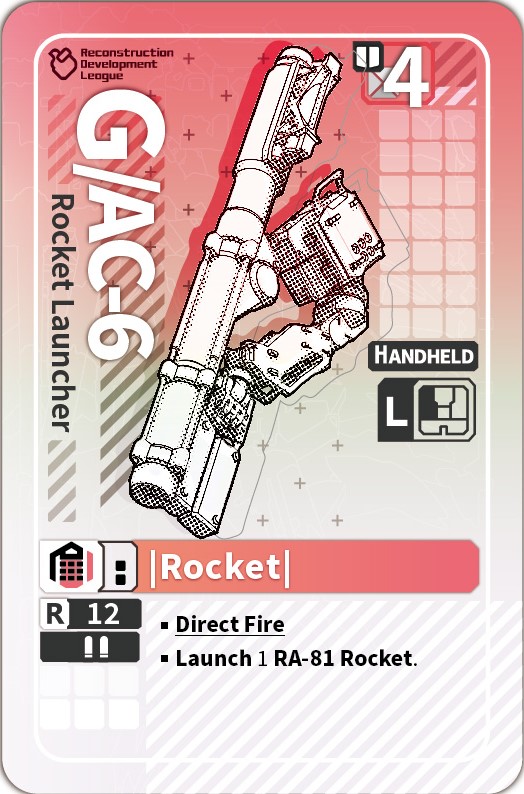 Reconstruction
Development
League
4
G/AC-6
Rocket Launcher
HANDHELD
L
|Rocket|
R 12
▪ Direct Fire
▪ Launch 1 RA-81 Rocket.